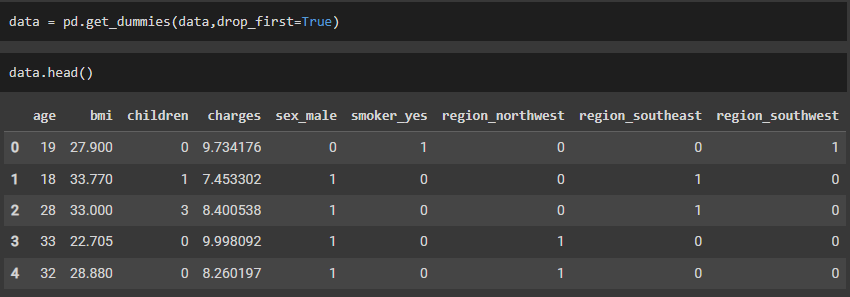 data = pd.get_dummies(data,drop_first=True)
data.head()
age bmi children charges sex_male smoker_yes region_northwest region_southeast region_southwest
0 19 27.900 0 9.734176 0 1 0 0 1
1 18 33.770 1 7.453302 1 0 0 1 0
2 28 33.000 3 8.400538 1 0 0 1 0
3 33 22.705 0 9.998092 1 0 1 0 0
4 32 28.880 0 8.260197 1 0 1 0 0